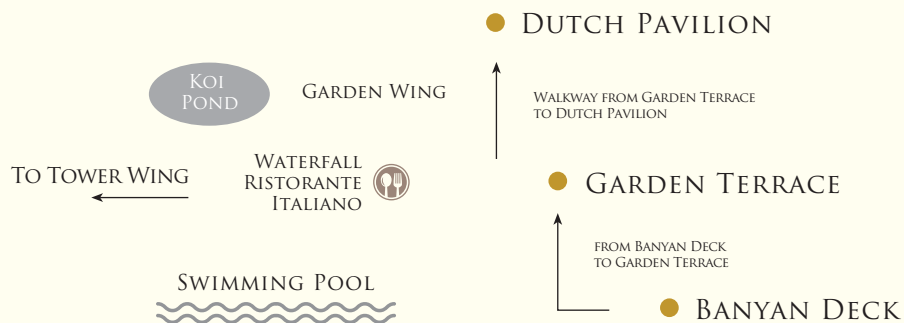 Dutch Pavilion
Koi
Pond
Garden Wing
Walkway from Garden Terrace
to Dutch Pavilion
To Tower Wing
Waterfall
Ristorante
Italiano
Garden Terrace
from Banyan Deck
to Garden Terrace
Swimming Pool
Banyan Deck